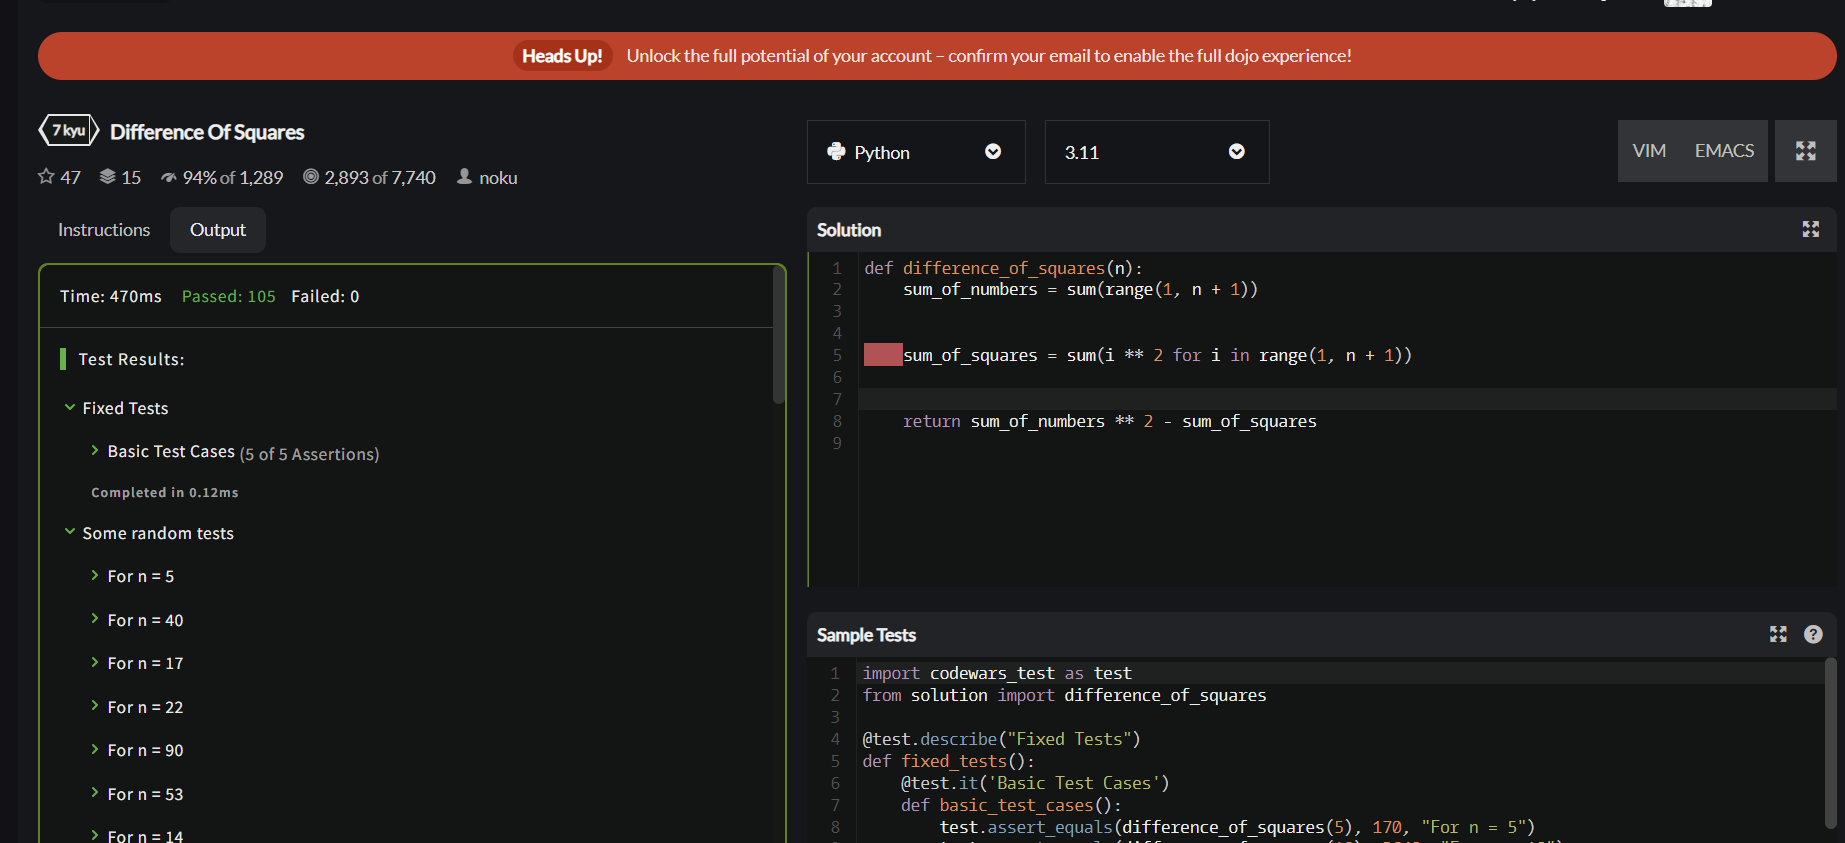 Heads Up! Unlock the full potential of your account – confirm your email to enable the full dojo experience!
7 kyu Difference Of Squares
47 15 94% of 1,289 2,893 of 7,740 noku
Instructions Output
Time: 470ms Passed: 105 Failed: 0
Test Results:
Fixed Tests
Basic Test Cases (5 of 5 Assertions)
Completed in 0.12ms
Some random tests
For n = 5
For n = 40
For n = 17
For n = 22
For n = 90
For n = 53
For n = 14
Python 3.11 VIM EMACS
Solution
1 def difference_of_squares(n):
2 sum_of_numbers = sum(range(1, n + 1))
3
4
5 sum_of_squares = sum(i ** 2 for i in range(1, n + 1))
6
7
8 return sum_of_numbers ** 2 - sum_of_squares
9
Sample Tests ?
1 import codewars_test as test
2 from solution import difference_of_squares
3
4 @test.describe("Fixed Tests")
5 def fixed_tests():
6 @test.it('Basic Test Cases')
7 def basic_test_cases():
8 test.assert_equals(difference_of_squares(5), 170, "For n = 5")